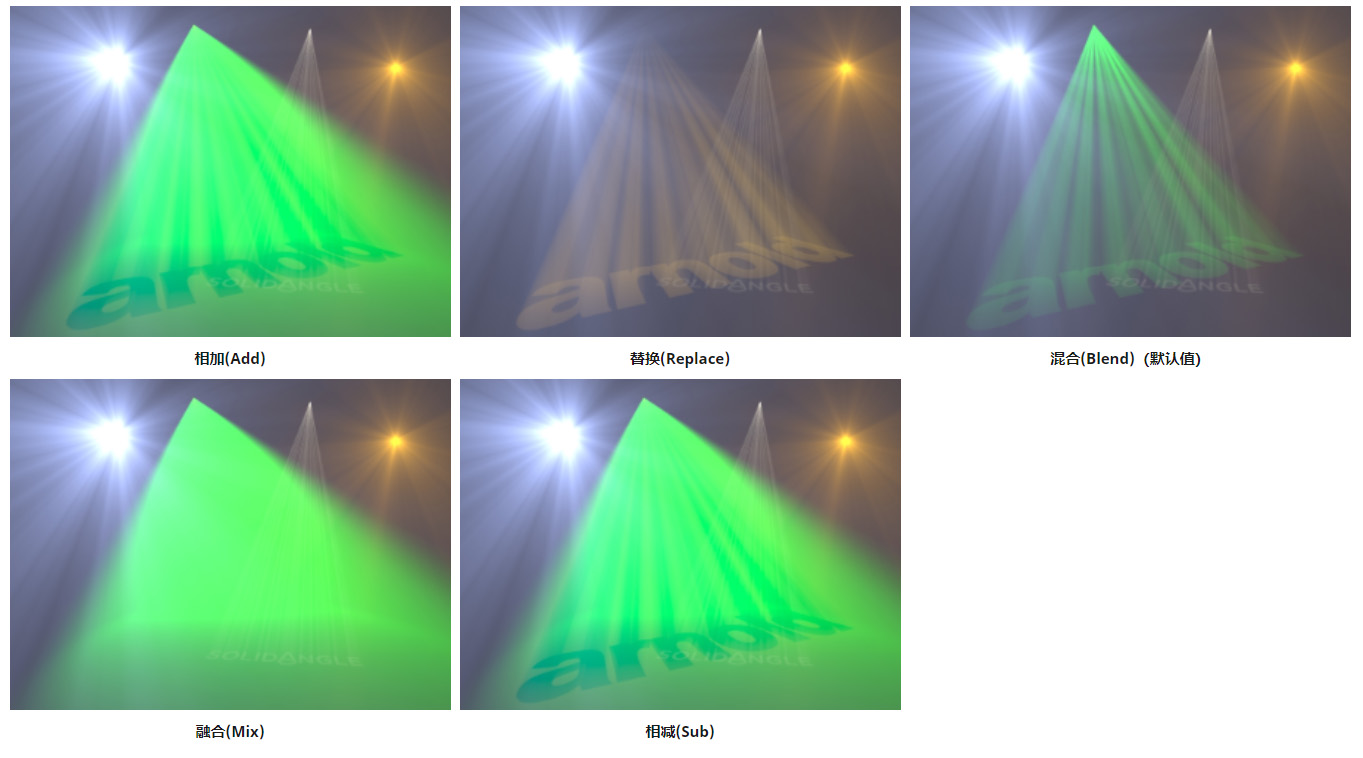 arnold
SOLIDANGLE
arnold
SOLIDANGLE
arnold
SOLIDANGLE
相加(Add)
替换(Replace)
混合(Blend)（默认值)
SOLIDANGLE
arnold
SOLIDANGLE
融合(Mix)
相减(Sub)